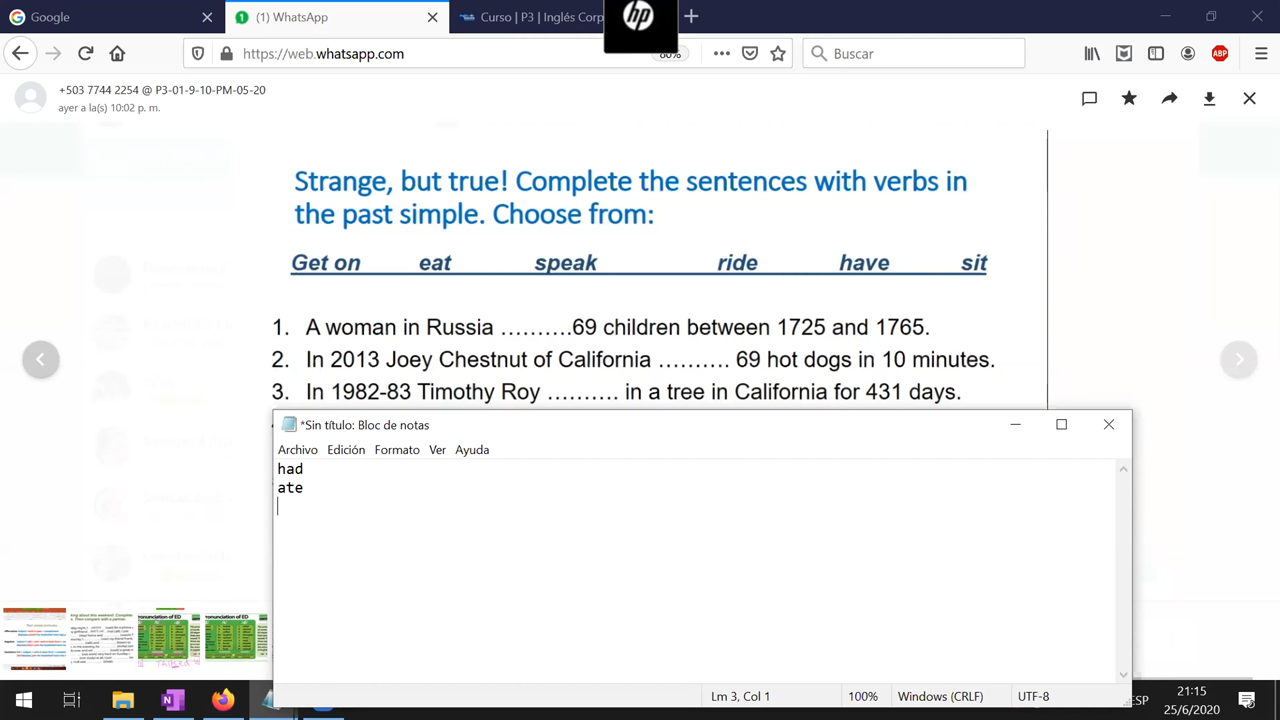 Google
(1) WhatsApp
Curso | P3 | Inglés Corp
hp
https://web.whatsapp.com
80%
Buscar
ABP
+503 7744 2254 @ P3-01-9-10-PM-05-20
ayer a la(s) 10:02 p. m.
Strange, but true! Complete the sentences with verbs in
the past simple. Choose from:
Get on eat speak ride have sit
1. A woman in Russia ..........69 children between 1725 and 1765.
2. In 2013 Joey Chestnut of California .......... 69 hot dogs in 10 minutes.
3. In 1982-83 Timothy Roy .......... in a tree in California for 431 days.
*Sin título: Bloc de notas
Archivo Edición Formato Ver Ayuda
had
ate
Lm 3, Col 1 100% Windows (CRLF) UTF-8
ESP
21:15
25/6/2020